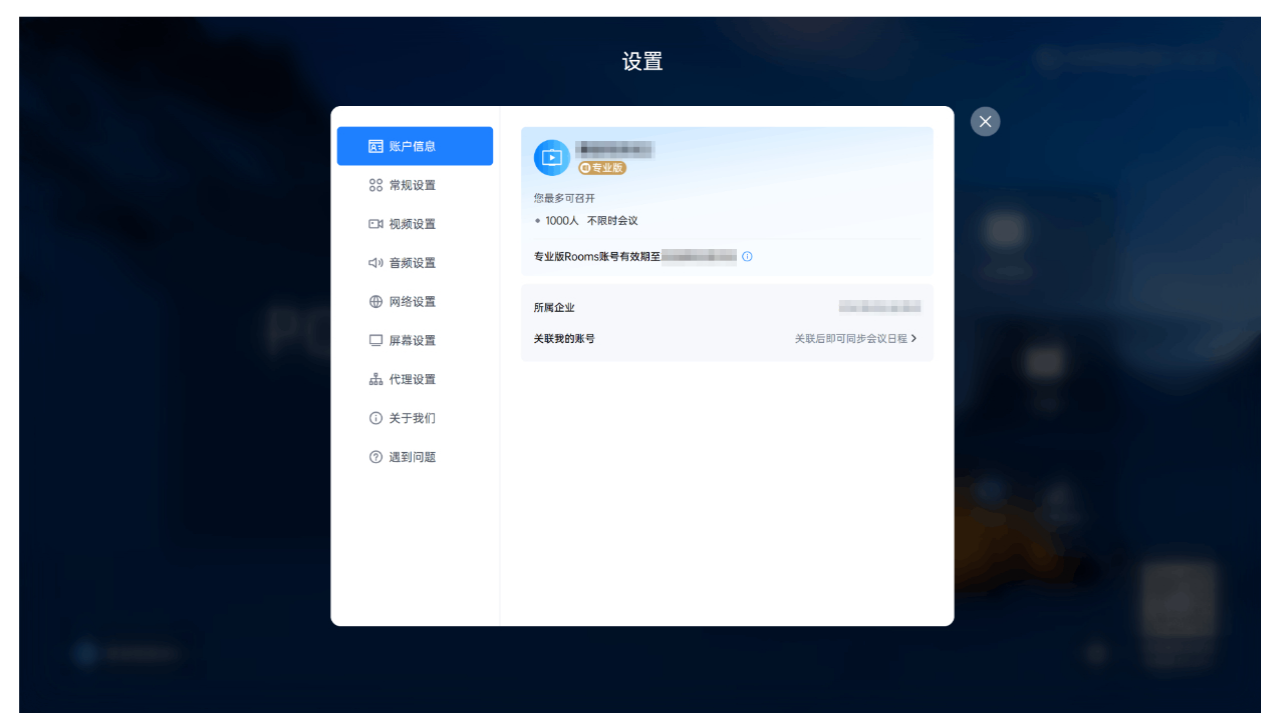 设置
账户信息
常规设置
视频设置
音频设置
网络设置
屏幕设置
代理设置
关于我们
遇到问题
专业版
您最多可召开
1000人 不限时会议
专业版Rooms账号有效期至
所属企业
关联我的账号 关联后即可同步会议日程